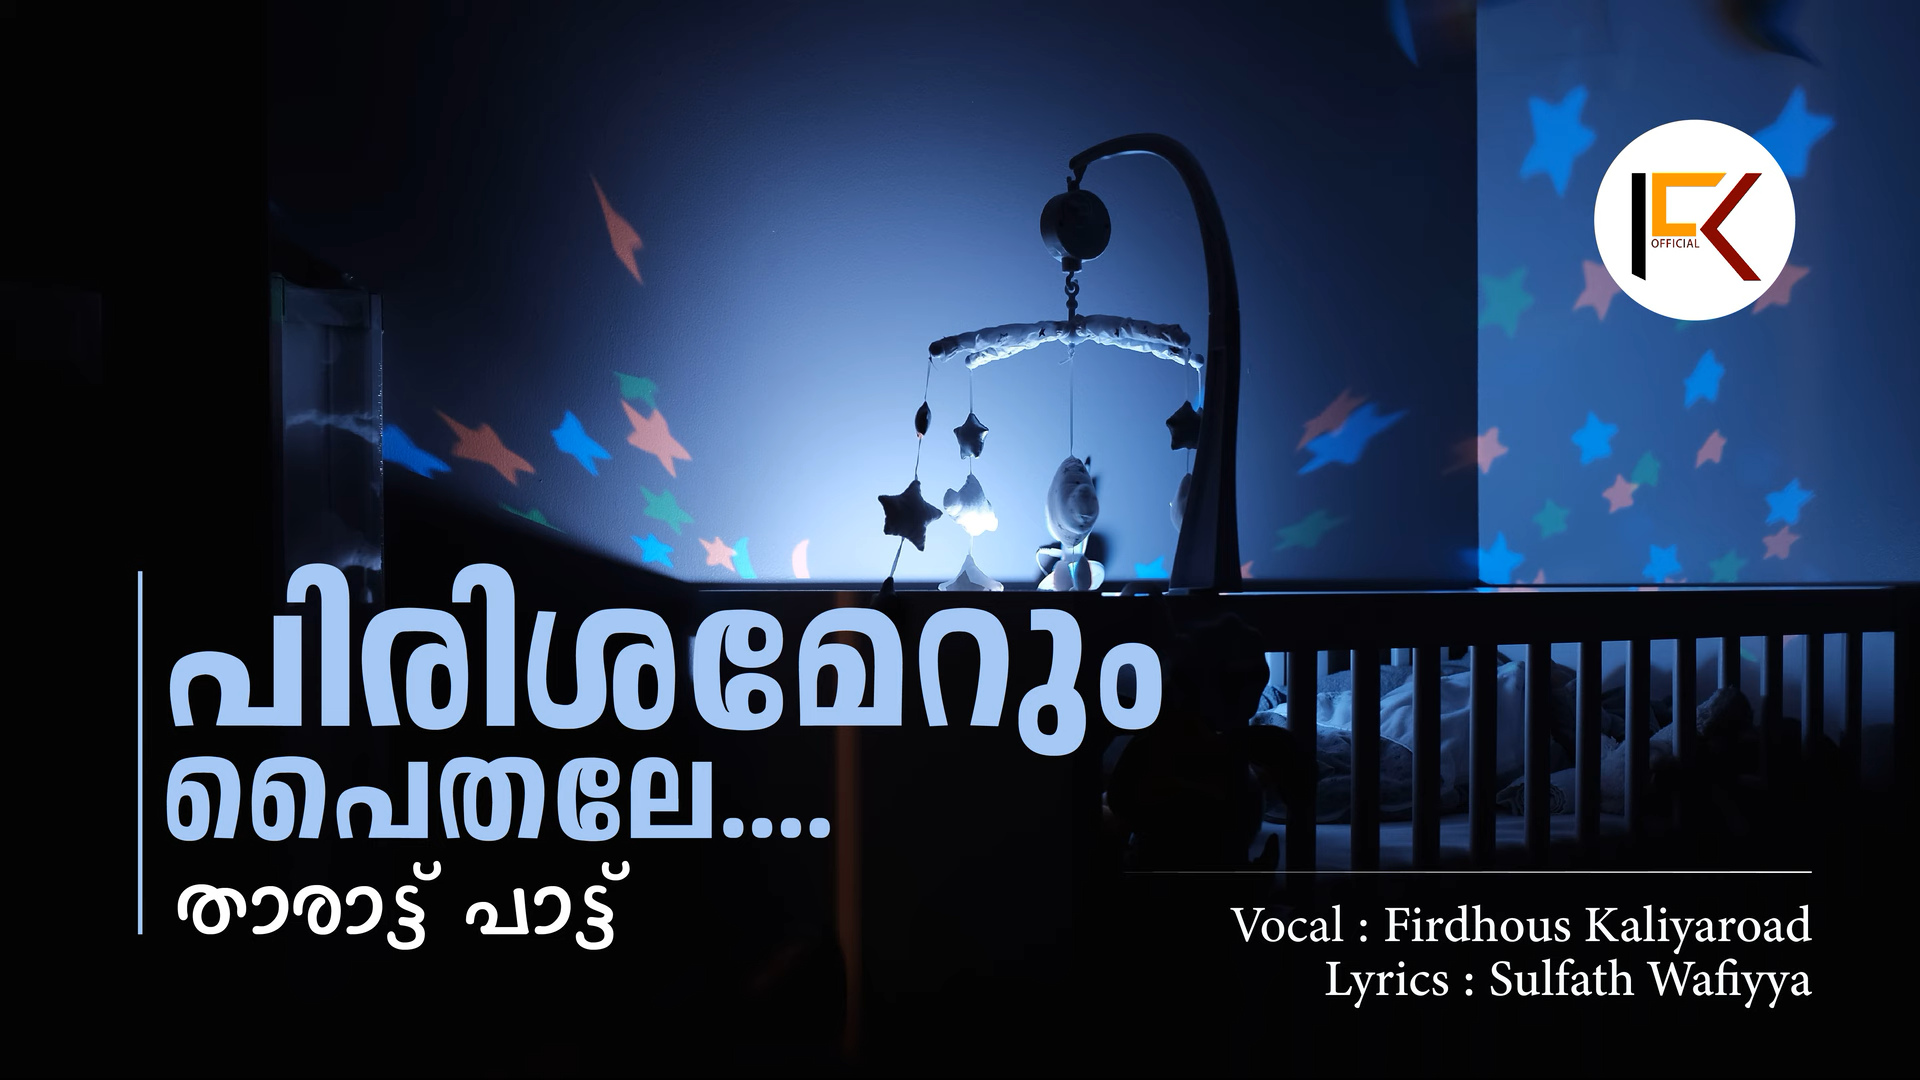 OFFICIAL
പിരിശമേറും
പൈതലേ....
താരാട്ട് പാട്ട്
Vocal : Firdhous Kaliyaroad
Lyrics : Sulfath Wafiyya